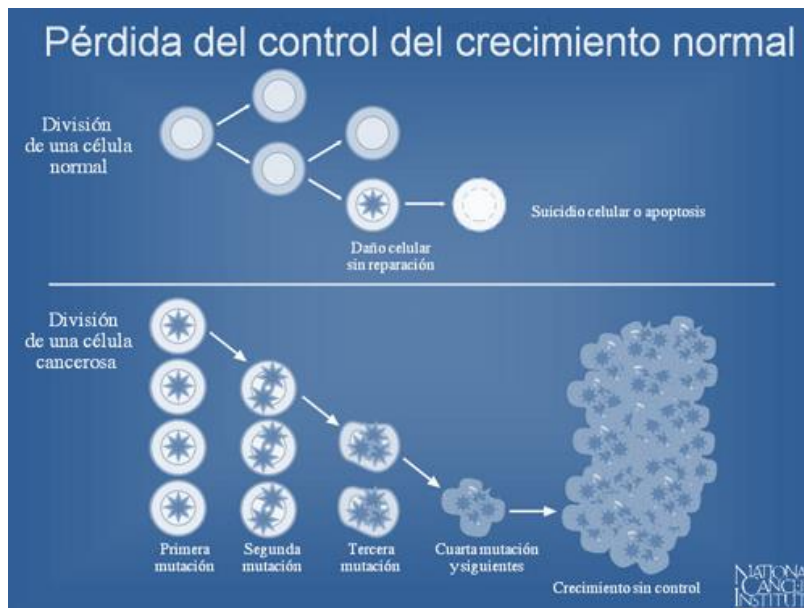 Pérdida del control del crecimiento normal
División
de una célula
normal
Daño celular
sin reparación
Suicidio celular o apoptosis
División
de una célula
cancerosa
Primera
mutación
Segunda
mutación
Tercera
mutación
Cuarta mutación
y siguientes
Crecimiento sin control
NATIONAL
CANCER
INSTITUTE